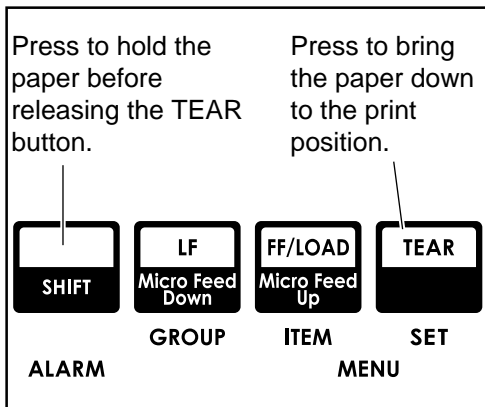 Press to hold the
paper before
releasing the TEAR
button.
Press to bring
the paper down
to the print
position.
SHIFT
LF
Micro Feed
Down
FF/LOAD
Micro Feed
Up
TEAR
GROUP
ITEM
SET
ALARM
MENU